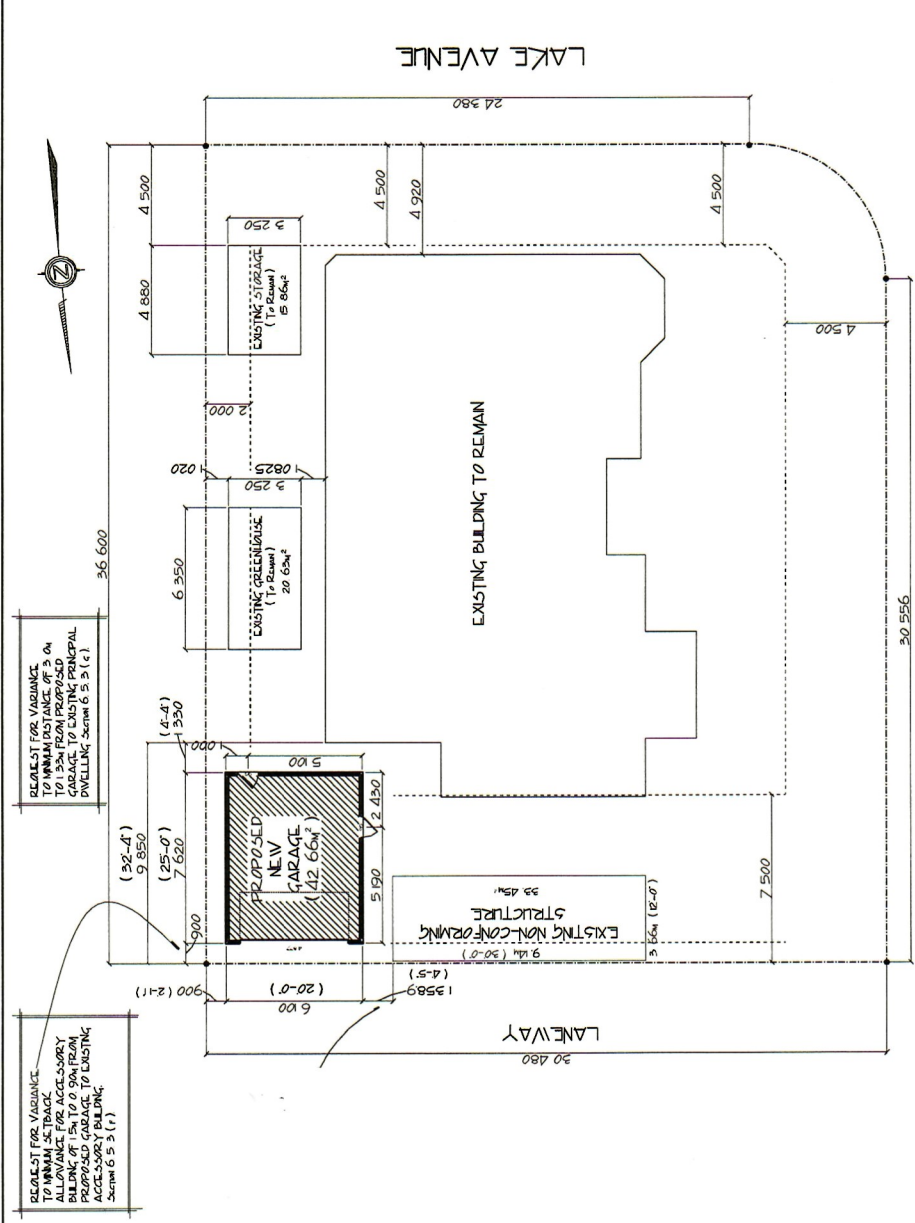 LAKE AVENUE
24 380
N
4 500
4 880
3 250
EXISTING STORAGE
(To Remain)
15 86m²
4 500
4 920
4 500
4 500
2 000
36 600
1 020
3 250
1 0825
6 350
EXISTING GREENHOUSE
(To Remain)
20 63m²
EXISTING BUILDING TO REMAIN
30 556
REQUEST FOR VARIANCE
TO MINIMUM DISTANCE OF 3 0m
TO 1 33m FROM PROPOSED
GARAGE TO EXISTING PRINCIPAL
DWELLING. Section 6 5 3 (c)
(4'-4")
1 330
(32'-4")
9 850
(25'-0")
7 620
900
1 000
5 100
PROPOSED
NEW
GARAGE
(42 66m²)
2 430
5 190
7 500
EXISTING NON-CONFORMING
STRUCTURE
33 45m²
9.14m (30'-0")
3 66m (12'-0")
900 (2'-11")
6 100
(20'-0")
1 3589
(4'-5")
LANEWAY
30 480
REQUEST FOR VARIANCE
TO MINIMUM SETBACK
ALLOWANCE FOR ACCESSORY
BUILDING OF 1 5m TO 0 90m FROM
PROPOSED GARAGE TO EXISTING
ACCESSORY BUILDING.
Section 6 5 3 (f)